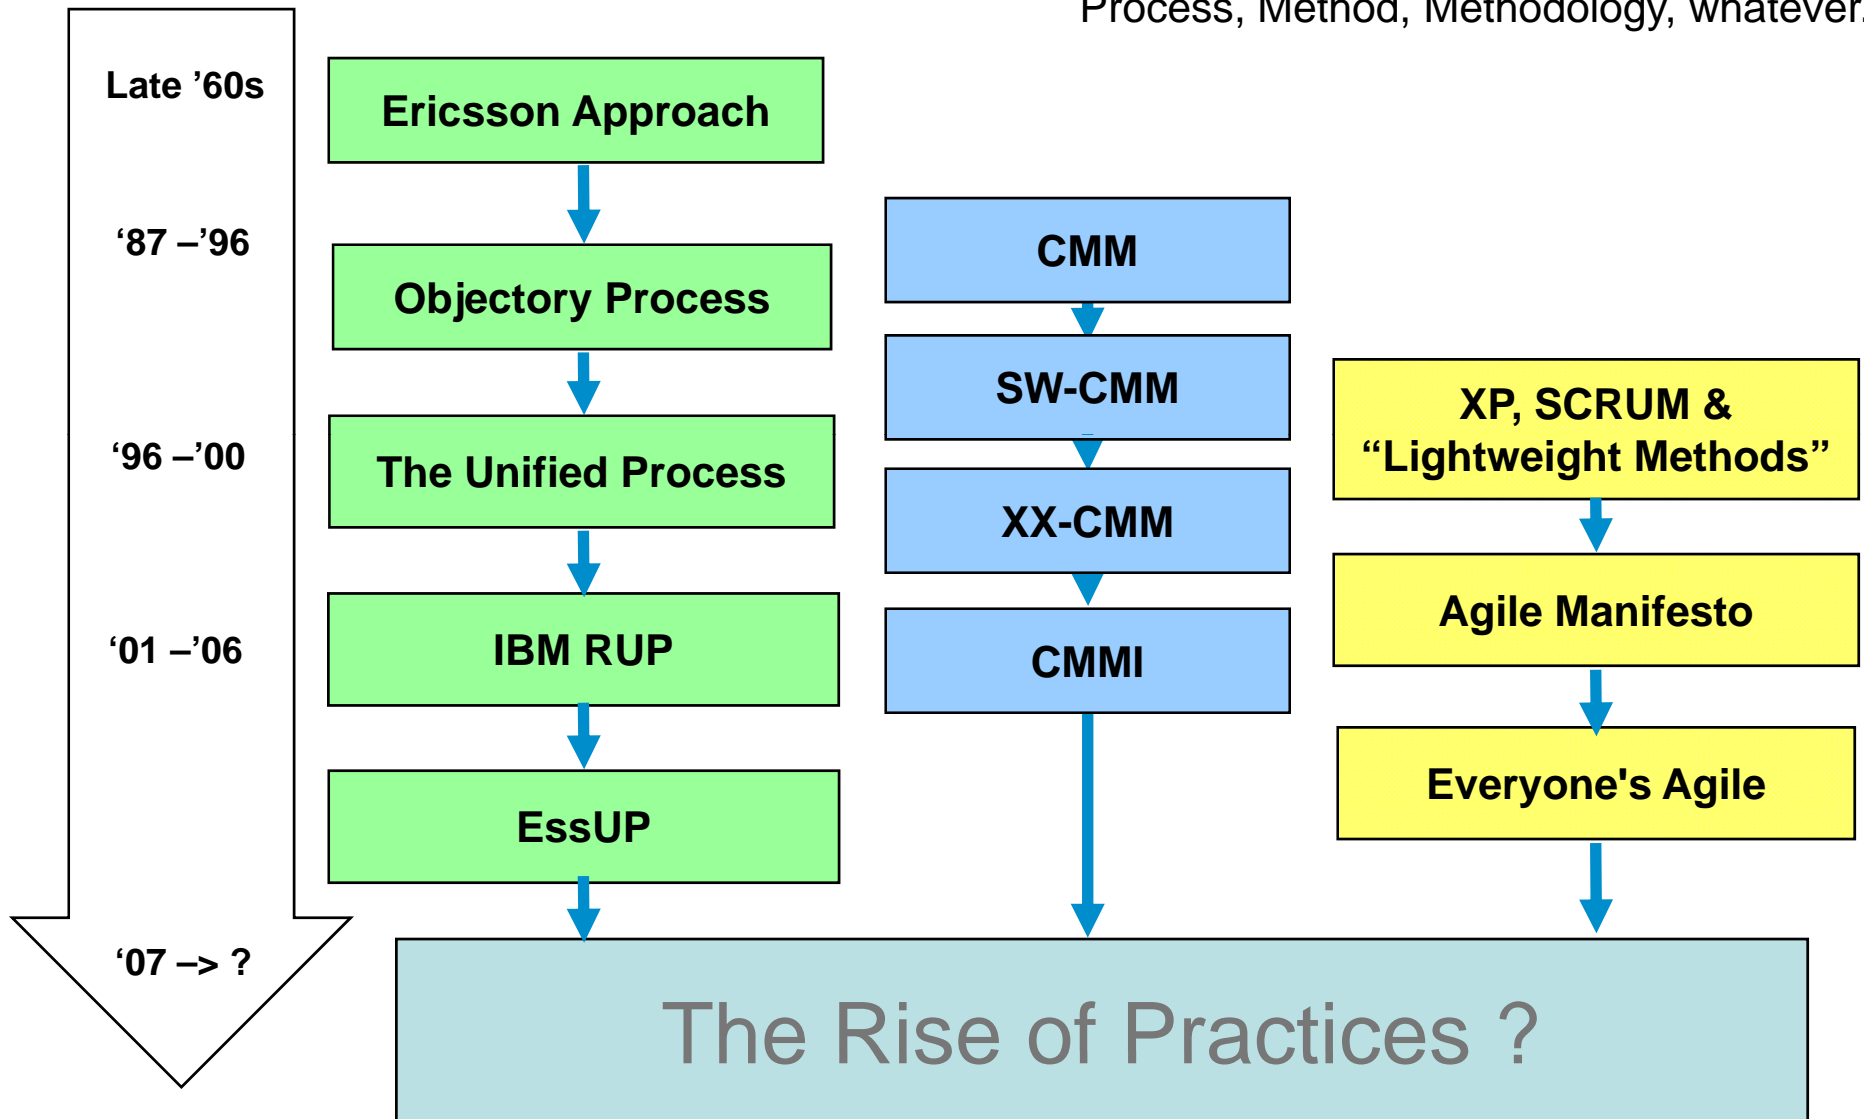 Process, Method, Methodology, whatever.
Late ’60s
‘87 –’96
‘96 –’00
‘01 –’06
‘07 –> ?
Ericsson Approach
Objectory Process
The Unified Process
IBM RUP
EssUP
CMM
SW-CMM
XX-CMM
CMMI
XP, SCRUM &
“Lightweight Methods”
Agile Manifesto
Everyone's Agile
The Rise of Practices ?